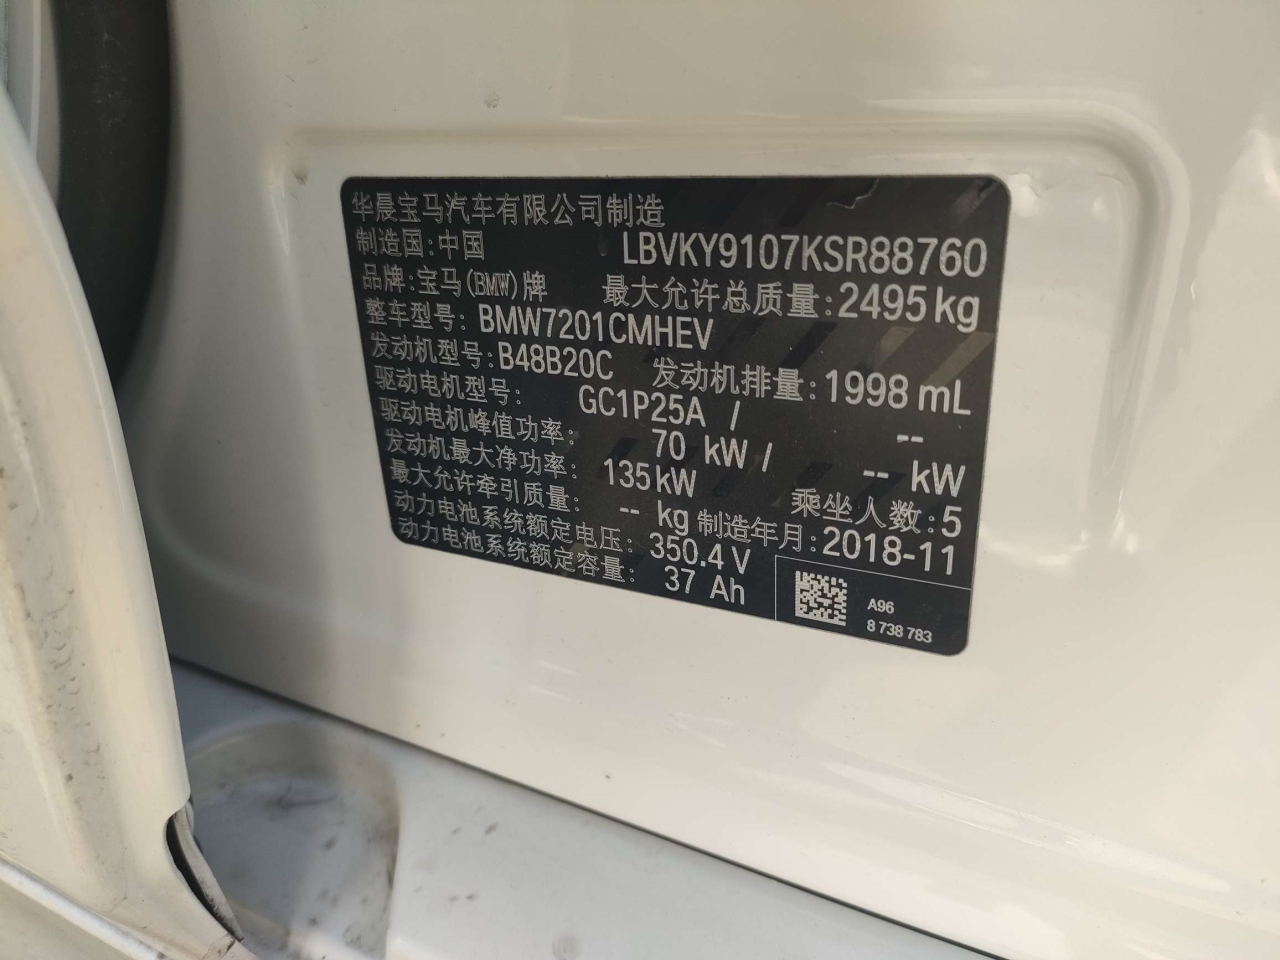 华晨宝马汽车有限公司制造
制造国:中国 LBVKY9107KSR88760
品牌:宝马(BMW)牌 最大允许总质量:2495kg
整车型号:BMW7201CMHEV
发动机型号:B48B20C 发动机排量:1998 mL
驱动电机型号: GC1P25A / --
驱动电机峰值功率: 70 kW / -- kW
发动机最大净功率: 135kW 乘坐人数:5
最大允许牵引质量: -- kg 制造年月:2018-11
动力电池系统额定电压: 350.4 V
动力电池系统额定容量: 37 Ah
A96
8 738 783